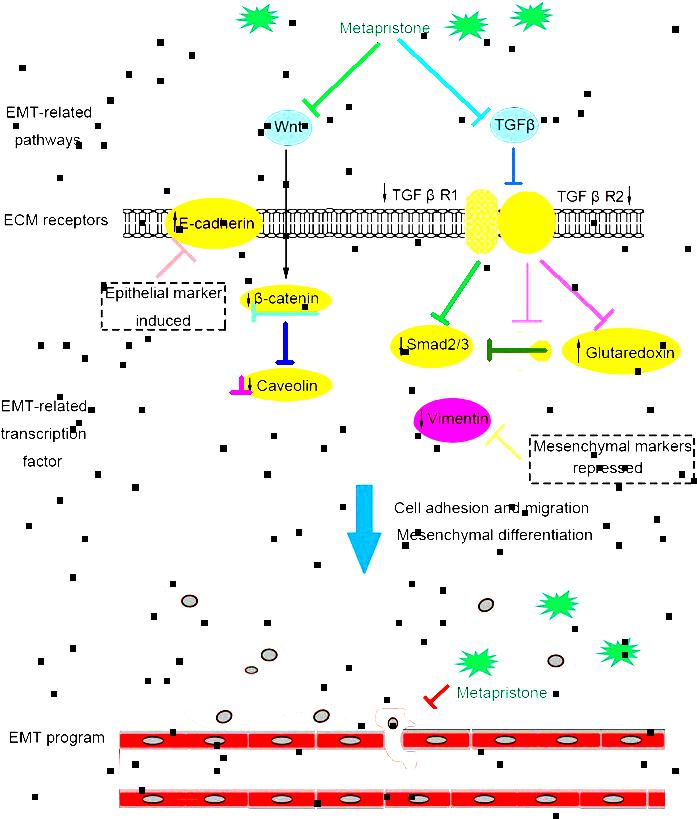 Metapristone
EMT-related
pathways
Wnt
TGFβ
TGF β R1
TGF β R2
ECM receptors
E-cadherin
Epithelial marker
induced
β-catenin
Smad2/3
Glutaredoxin
Caveolin
EMT-related
transcription
factor
Vimentin
Mesenchymal markers
repressed
Cell adhesion and migration
Mesenchymal differentiation
Metapristone
EMT program